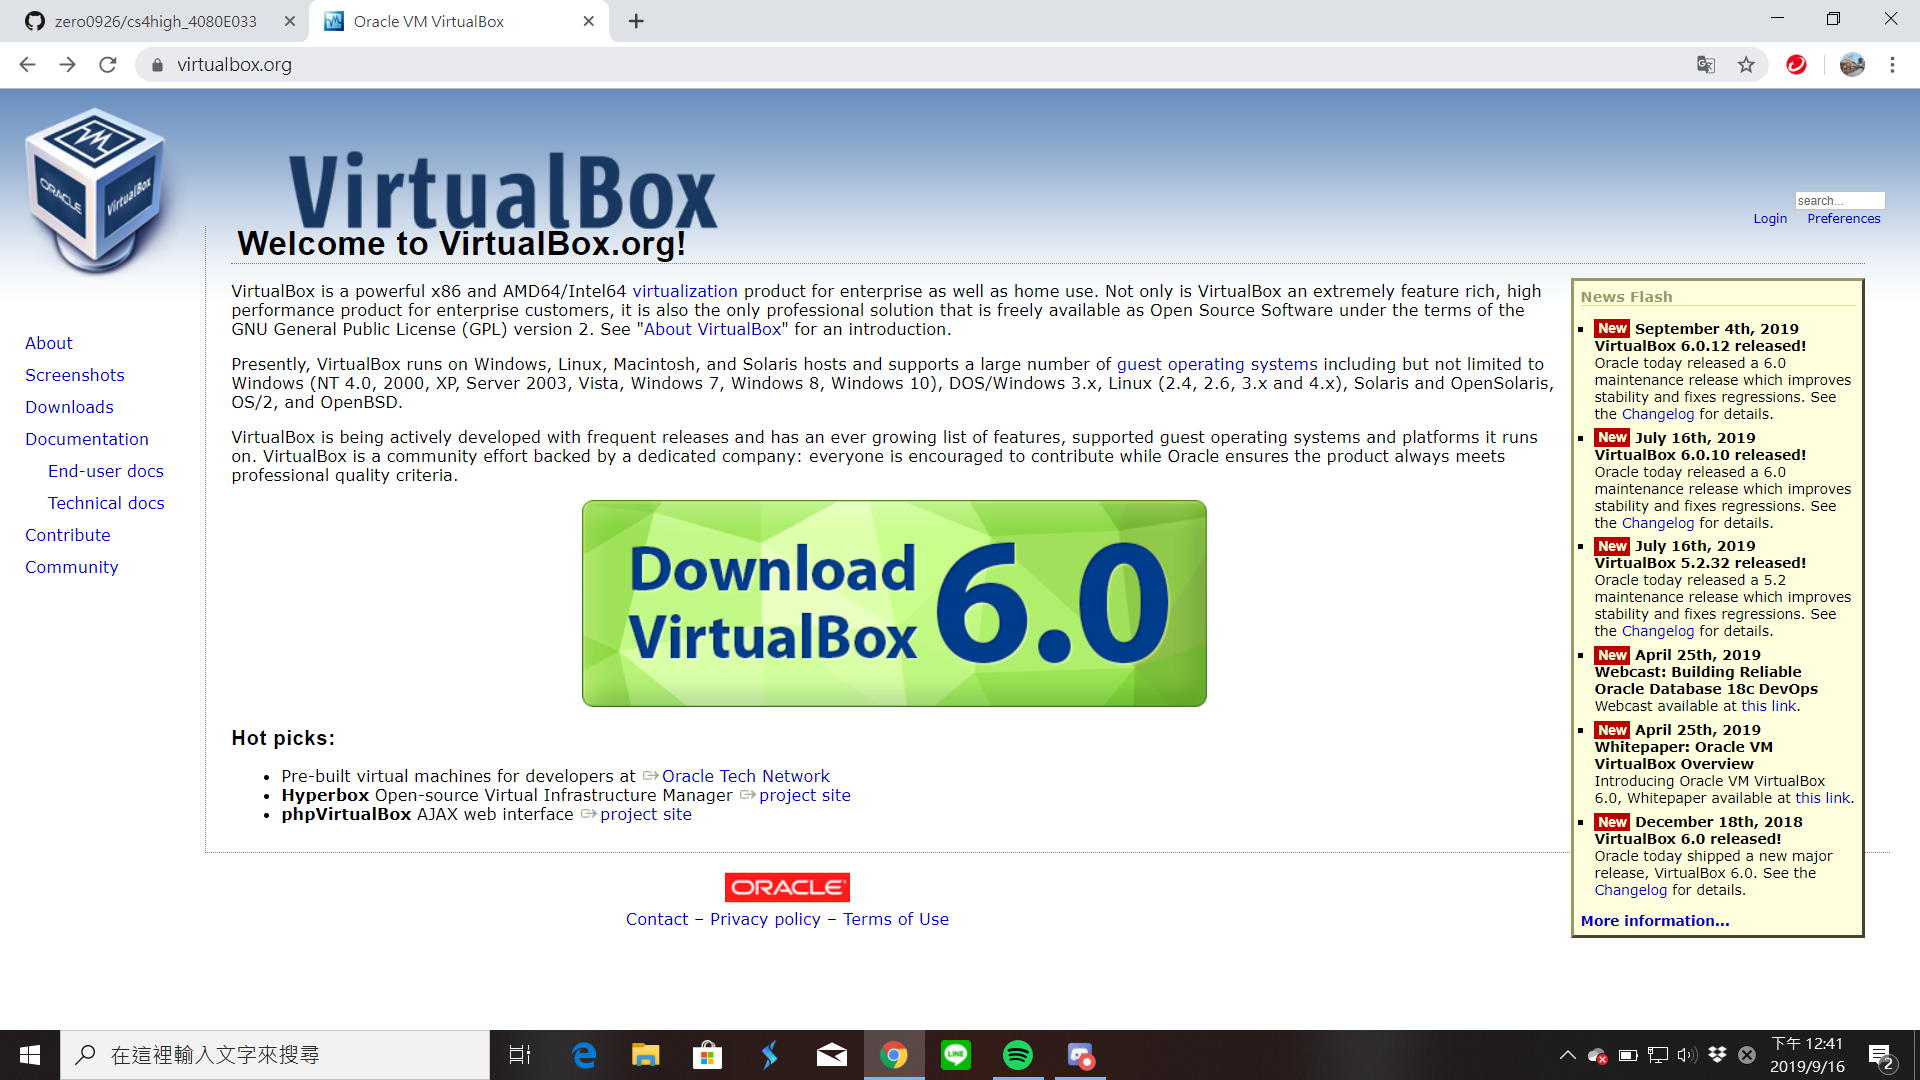 zero0926/cs4high_4080E033
Oracle VM VirtualBox
virtualbox.org
ORACLE
VirtualBox
VirtualBox
search...
Login Preferences
Welcome to VirtualBox.org!
About
Screenshots
Downloads
Documentation
End-user docs
Technical docs
Contribute
Community
VirtualBox is a powerful x86 and AMD64/Intel64 virtualization product for enterprise as well as home use. Not only is VirtualBox an extremely feature rich, high
performance product for enterprise customers, it is also the only professional solution that is freely available as Open Source Software under the terms of the
GNU General Public License (GPL) version 2. See "About VirtualBox" for an introduction.
Presently, VirtualBox runs on Windows, Linux, Macintosh, and Solaris hosts and supports a large number of guest operating systems including but not limited to
Windows (NT 4.0, 2000, XP, Server 2003, Vista, Windows 7, Windows 8, Windows 10), DOS/Windows 3.x, Linux (2.4, 2.6, 3.x and 4.x), Solaris and OpenSolaris,
OS/2, and OpenBSD.
VirtualBox is being actively developed with frequent releases and has an ever growing list of features, supported guest operating systems and platforms it runs
on. VirtualBox is a community effort backed by a dedicated company: everyone is encouraged to contribute while Oracle ensures the product always meets
professional quality criteria.
Download
VirtualBox 6.0
Hot picks:
Pre-built virtual machines for developers at Oracle Tech Network
Hyperbox Open-source Virtual Infrastructure Manager project site
phpVirtualBox AJAX web interface project site
News Flash
New September 4th, 2019
VirtualBox 6.0.12 released!
Oracle today released a 6.0
maintenance release which improves
stability and fixes regressions. See
the Changelog for details.
New July 16th, 2019
VirtualBox 6.0.10 released!
Oracle today released a 6.0
maintenance release which improves
stability and fixes regressions. See
the Changelog for details.
New July 16th, 2019
VirtualBox 5.2.32 released!
Oracle today released a 5.2
maintenance release which improves
stability and fixes regressions. See
the Changelog for details.
New April 25th, 2019
Webcast: Building Reliable
Oracle Database 18c DevOps
Webcast available at this link.
New April 25th, 2019
Whitepaper: Oracle VM
VirtualBox Overview
Introducing Oracle VM VirtualBox
6.0, Whitepaper available at this link.
New December 18th, 2018
VirtualBox 6.0 released!
Oracle today shipped a new major
release, VirtualBox 6.0. See the
Changelog for details.
More information...
ORACLE
Contact – Privacy policy – Terms of Use
在這裡輸入文字來搜尋
LINE
下午 12:41
2019/9/16
2